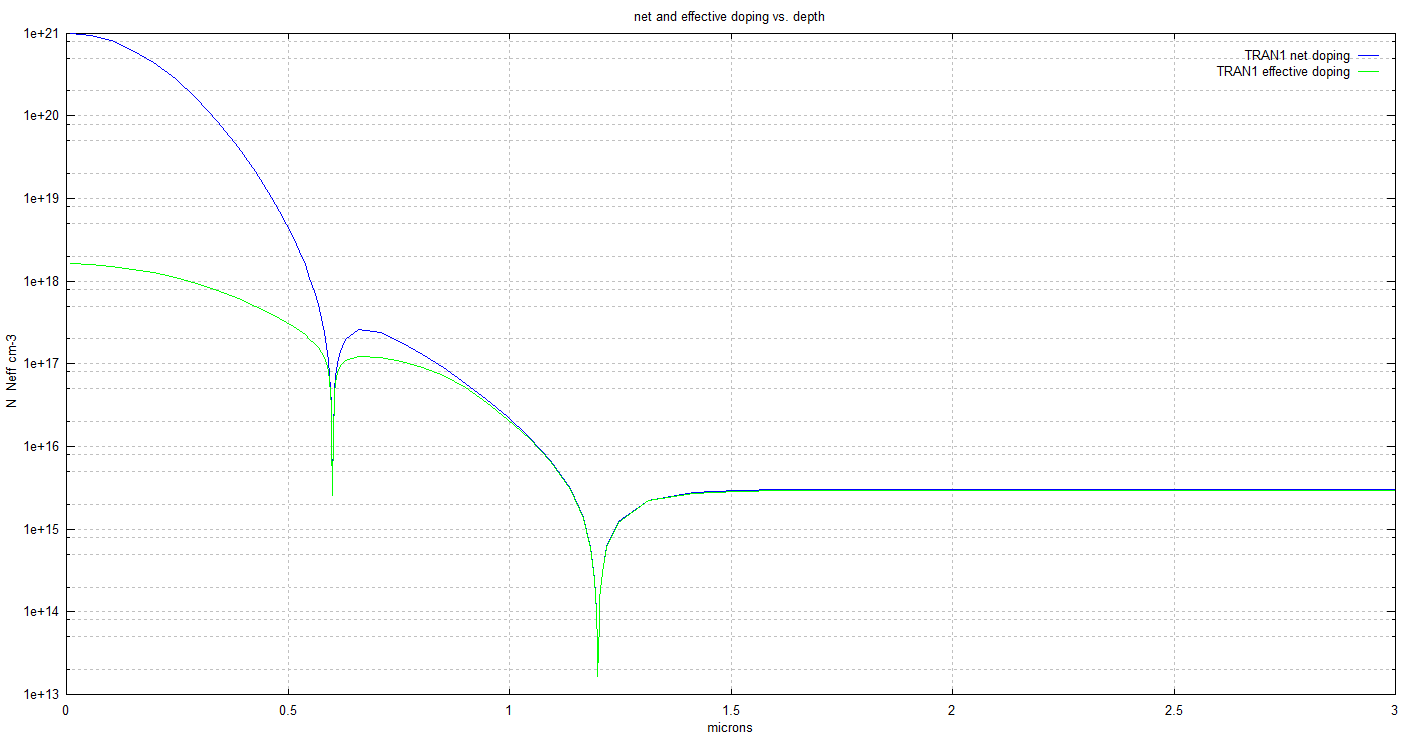 net and effective doping vs. depth
TRAN1 net doping
TRAN1 effective doping
1e+21
1e+20
1e+19
1e+18
1e+17
1e+16
1e+15
1e+14
1e+13
N Neff cm-3
0 0.5 1 1.5 2 2.5 3
microns